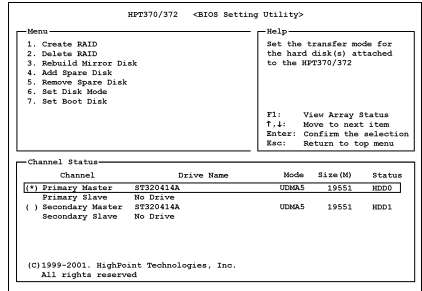 HPT370/372 <BIOS Setting Utility>
Menu
1. Create RAID
2. Delete RAID
3. Rebuild Mirror Disk
4. Add Spare Disk
5. Remove Spare Disk
6. Set Disk Mode
7. Set Boot Disk
Help
Set the transfer mode for
the hard disk(s) attached
to the HPT370/372
F1: View Array Status
↑,↓: Move to next item
Enter: Confirm the selection
Esc: Return to top menu
Channel Status
Channel Drive Name Mode Size(M) Status
(*) Primary Master ST320414A UDMA5 19551 HDD0
Primary Slave No Drive
( ) Secondary Master ST320414A UDMA5 19551 HDD1
Secondary Slave No Drive
(C)1999-2001. HighPoint Technologies, Inc.
All rights reserved